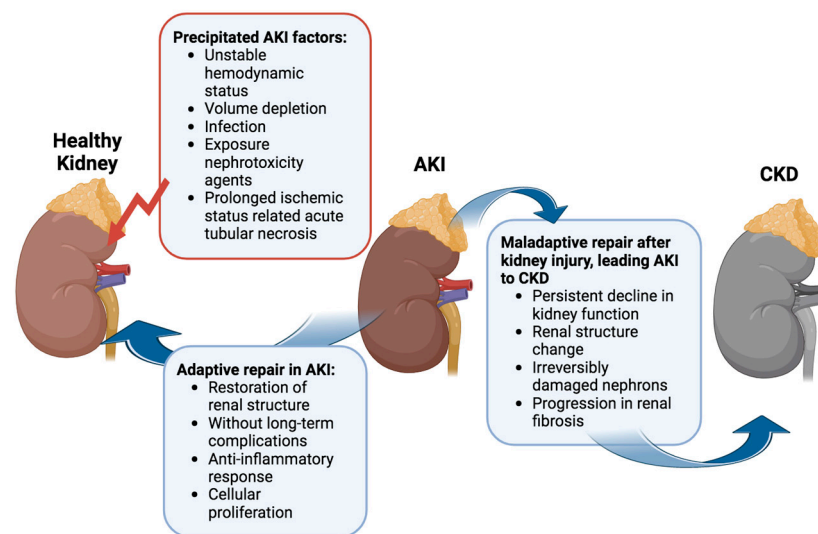 Precipitated AKI factors:
• Unstable
hemodynamic
status
• Volume depletion
• Infection
• Exposure
nephrotoxicity
agents
• Prolonged ischemic
status related acute
tubular necrosis
Healthy
Kidney
AKI
CKD
Maladaptive repair after
kidney injury, leading AKI
to CKD
• Persistent decline in
kidney function
• Renal structure
change
• Irreversibly
damaged nephrons
• Progression in renal
fibrosis
Adaptive repair in AKI:
• Restoration of
renal structure
• Without long-term
complications
• Anti-inflammatory
response
• Cellular
proliferation